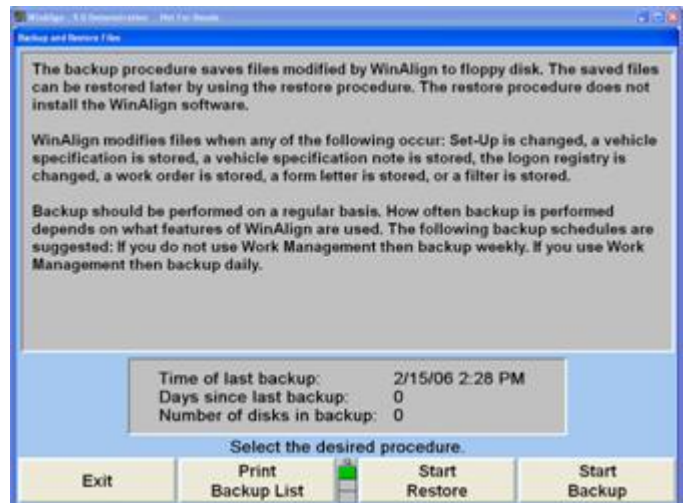 WinAlign - 9.0 Demonstration - Not For Resale
Backup and Restore Files
The backup procedure saves files modified by WinAlign to floppy disk. The saved files
can be restored later by using the restore procedure. The restore procedure does not
install the WinAlign software.
WinAlign modifies files when any of the following occur: Set-Up is changed, a vehicle
specification is stored, a vehicle specification note is stored, the logon registry is
changed, a work order is stored, a form letter is stored, or a filter is stored.
Backup should be performed on a regular basis. How often backup is performed
depends on what features of WinAlign are used. The following backup schedules are
suggested: If you do not use Work Management then backup weekly. If you use Work
Management then backup daily.
Time of last backup: 2/15/06 2:28 PM
Days since last backup: 0
Number of disks in backup: 0
Select the desired procedure.
Exit
Print
Backup List
Start
Restore
Start
Backup